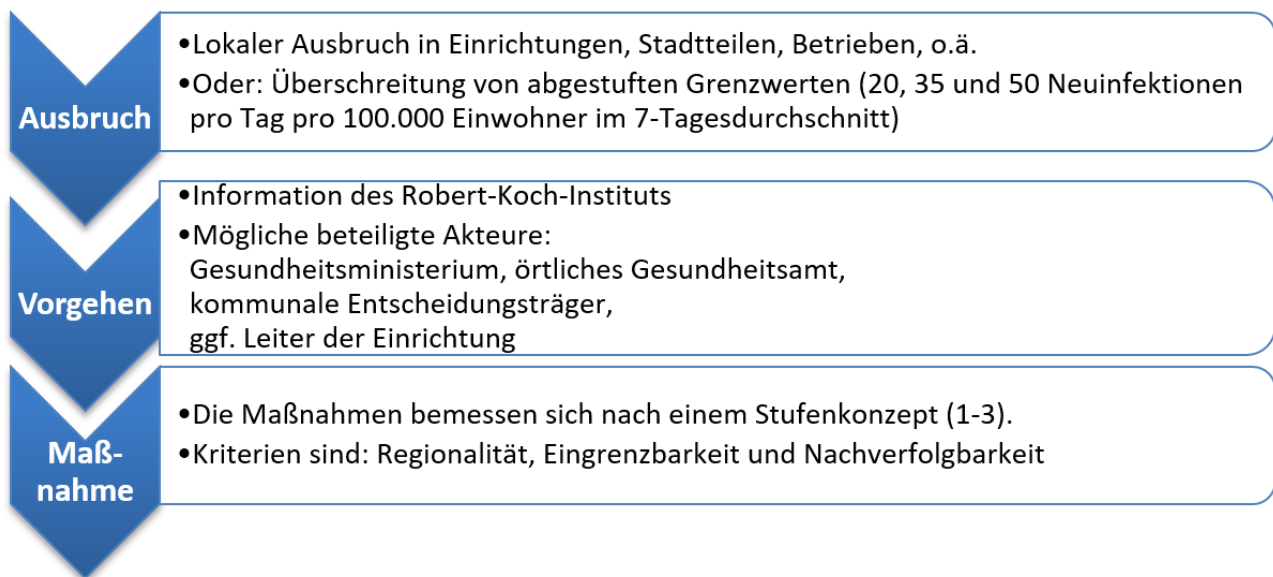 Ausbruch
•Lokaler Ausbruch in Einrichtungen, Stadtteilen, Betrieben, o.ä.
•Oder: Überschreitung von abgestuften Grenzwerten (20, 35 und 50 Neuinfektionen
pro Tag pro 100.000 Einwohner im 7-Tagesdurchschnitt)
Vorgehen
•Information des Robert-Koch-Instituts
•Mögliche beteiligte Akteure:
Gesundheitsministerium, örtliches Gesundheitsamt,
kommunale Entscheidungsträger,
ggf. Leiter der Einrichtung
Maß-
nahme
•Die Maßnahmen bemessen sich nach einem Stufenkonzept (1-3).
•Kriterien sind: Regionalität, Eingrenzbarkeit und Nachverfolgbarkeit